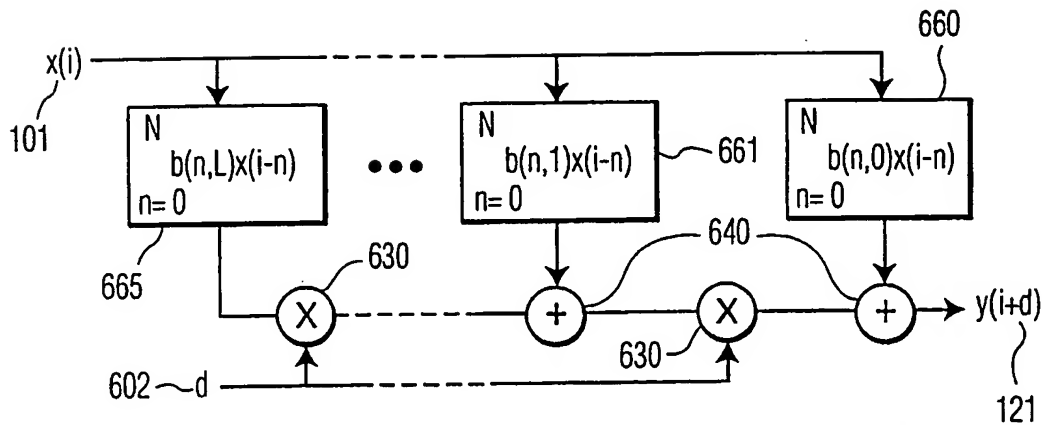 660
x(i)
101
N
b(n,L)x(i-n)
n= 0
N
b(n,1)x(i-n)
n= 0
661
N
b(n,0)x(i-n)
n= 0
665
630
640
X
+
X
+
y(i+d)
630
602
d
121